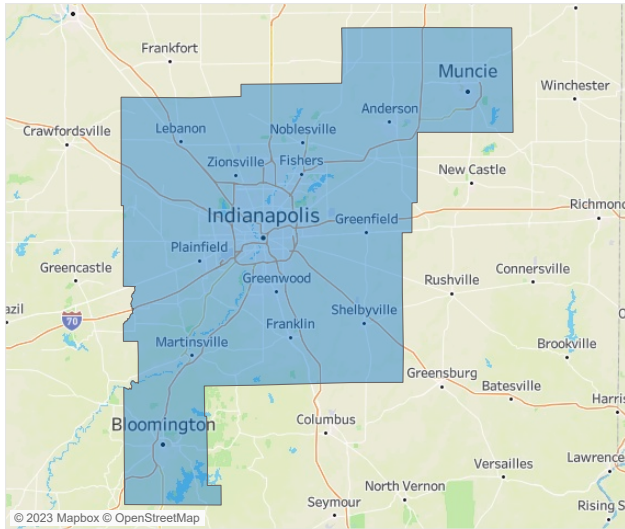 Frankfort
Muncie
Winchester
Anderson
Crawfordsville
Lebanon
Noblesville
Zionsville
Fishers
New Castle
Indianapolis
Richmond
Greenfield
Plainfield
Greencastle
Connersville
Greenwood
Rushville
azil
70
Shelbyville
Franklin
Martinsville
Brookville
Greensburg
Batesville
Harris
Bloomington
Columbus
Lawrence
Versailles
North Vernon
Seymour
Rising S
© 2023 Mapbox © OpenStreetMap